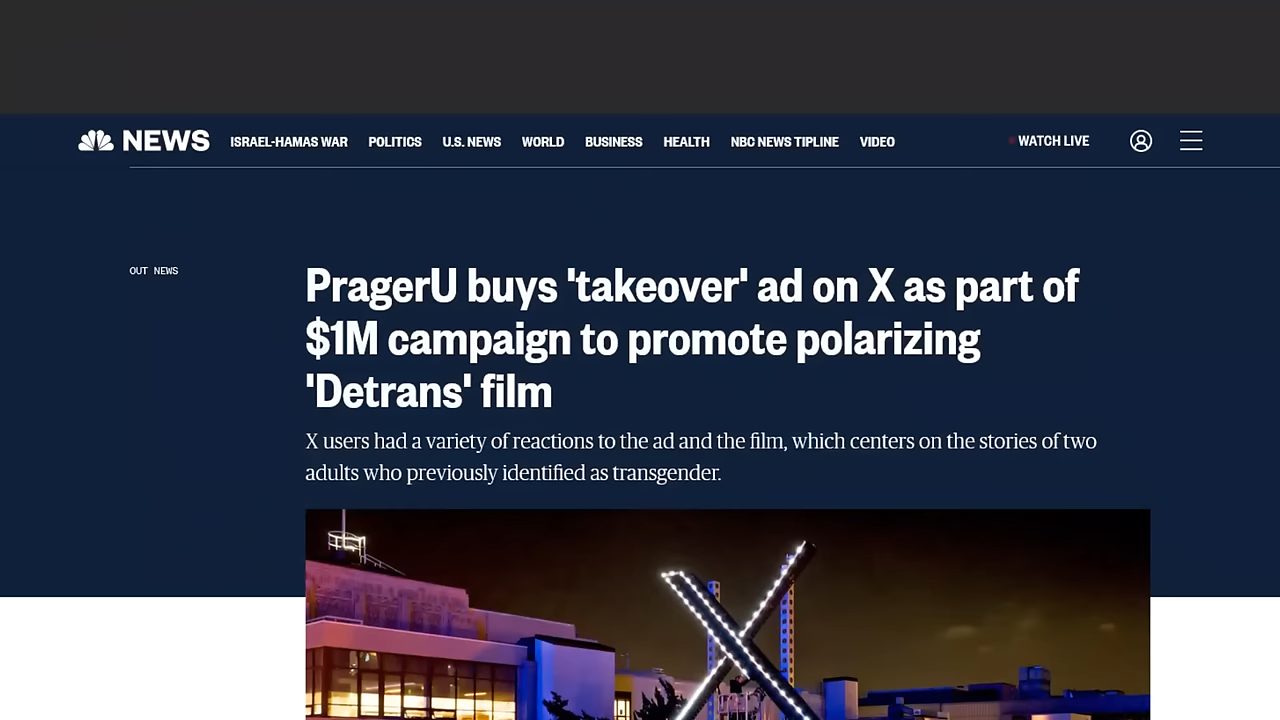 NEWS ISRAEL-HAMAS WAR POLITICS U.S. NEWS WORLD BUSINESS HEALTH NBC NEWS TIPLINE VIDEO WATCH LIVE
OUT NEWS
PragerU buys 'takeover' ad on X as part of
$1M campaign to promote polarizing
'Detrans' film
X users had a variety of reactions to the ad and the film, which centers on the stories of two
adults who previously identified as transgender.
X